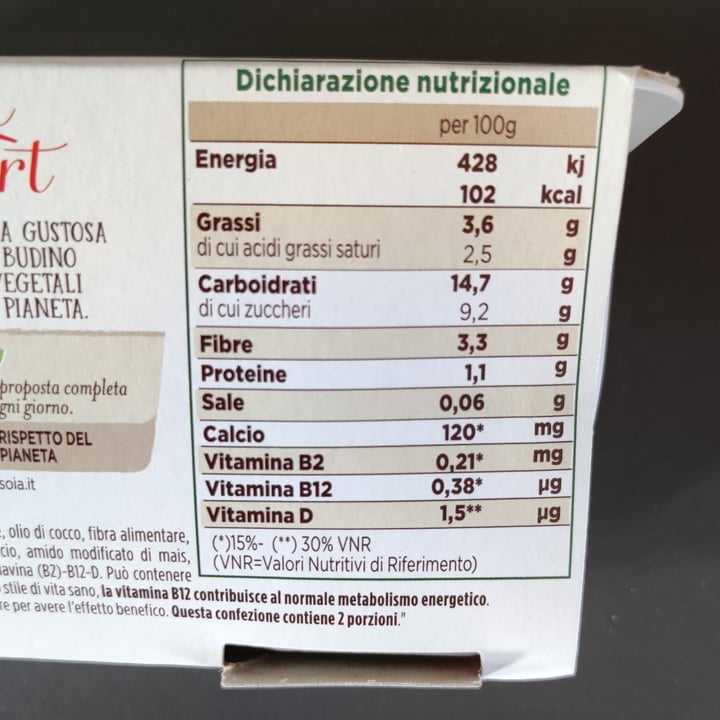 rt
A GUSTOSA
BUDINO
VEGETALI
PIANETA.
proposta completa
gni giorno.
RISPETTO DEL
PIANETA
soia.it
Dichiarazione nutrizionale
per 100g
Energia 428 kj
102 kcal
Grassi 3,6 g
di cui acidi grassi saturi 2,5 g
Carboidrati 14,7 g
di cui zuccheri 9,2 g
Fibre 3,3 g
Proteine 1,1 g
Sale 0,06 g
Calcio 120* mg
Vitamina B2 0,21* mg
Vitamina B12 0,38* µg
Vitamina D 1,5** µg
(*)15%- (**) 30% VNR
(VNR=Valori Nutritivi di Riferimento)
, olio di cocco, fibra alimentare,
cio, amido modificato di mais,
lavina (B2)-B12-D. Può contenere
stile di vita sano, la vitamina B12 contribuisce al normale metabolismo energetico.
re per avere l'effetto benefico. Questa confezione contiene 2 porzioni."